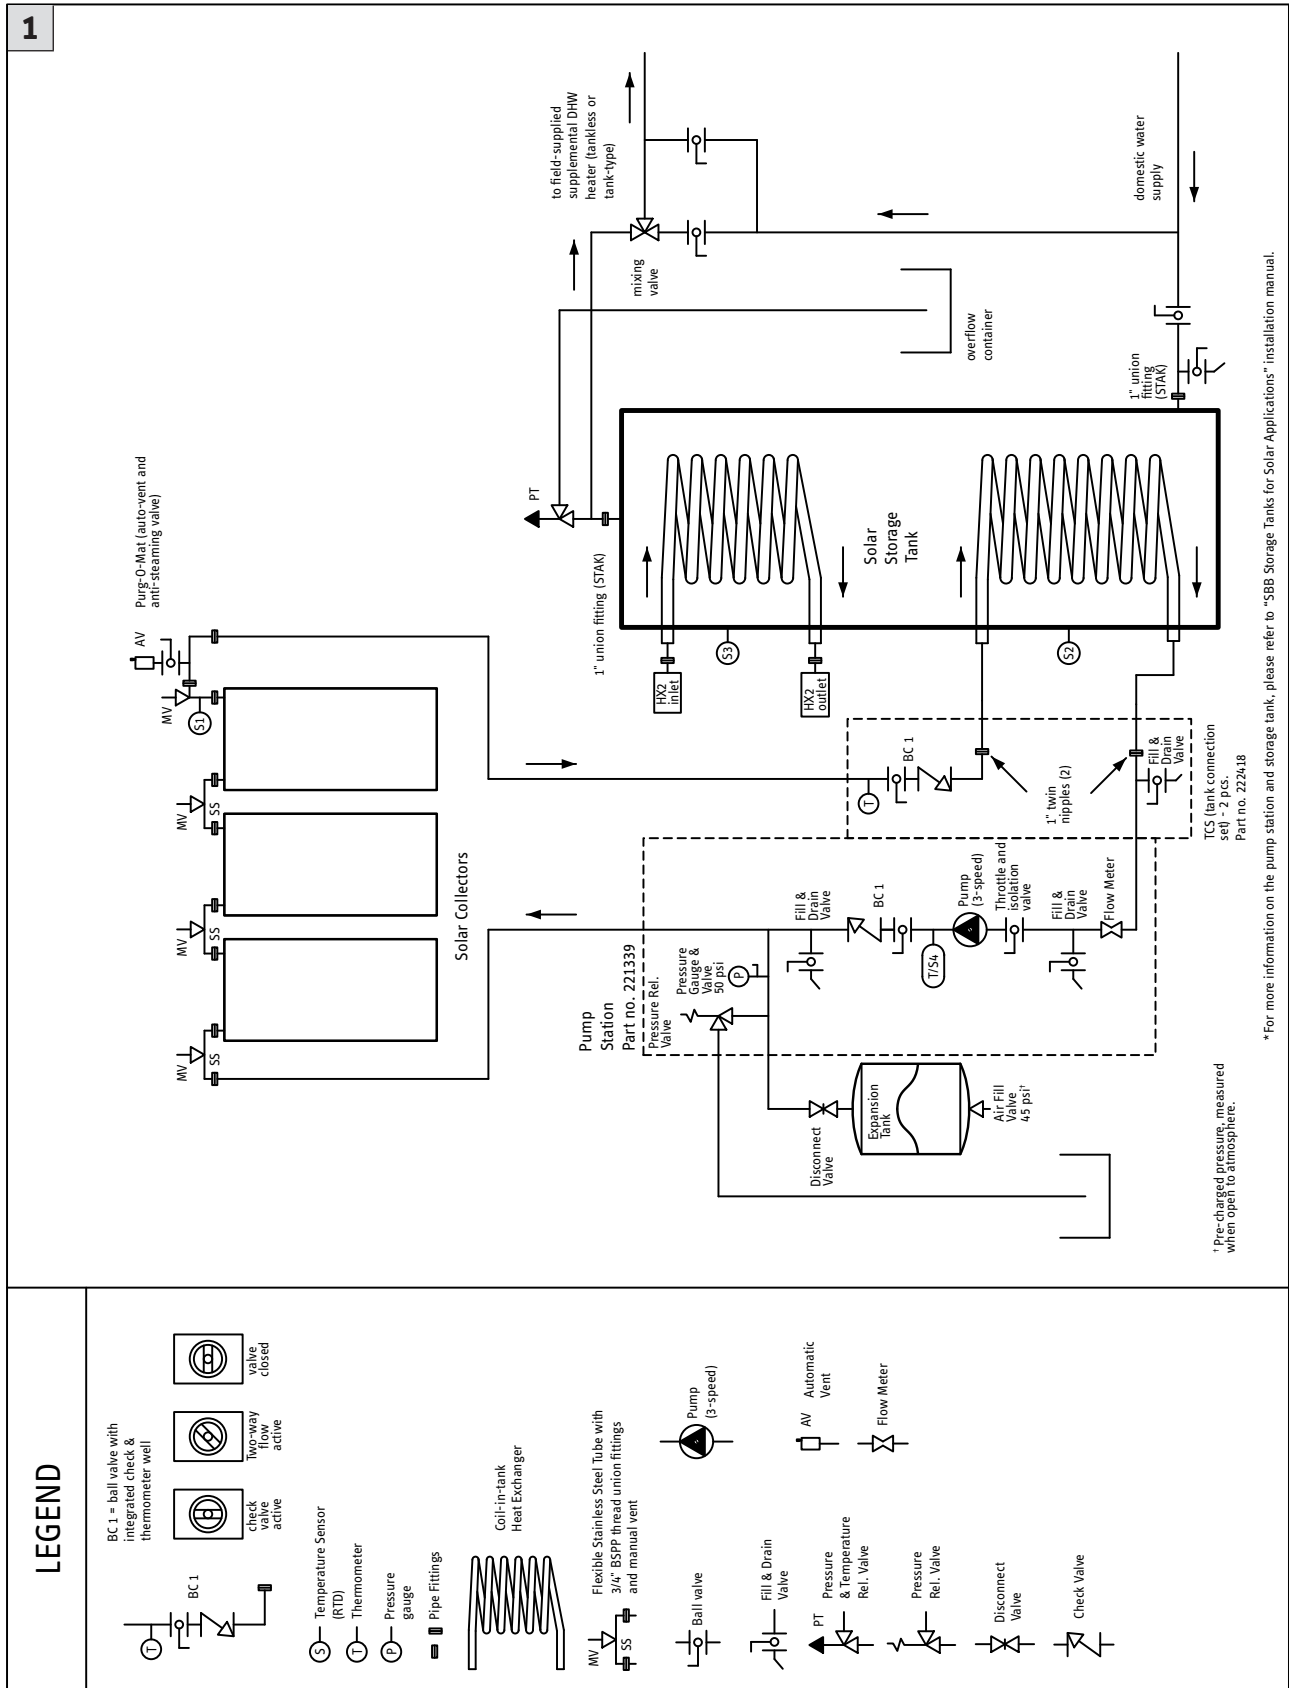 1
to field-supplied
supplemental DHW
heater (tankless or
tank-type)
domestic water
supply
mixing
valve
overflow
container
1" union
fitting
(STAK)
Purg-O-Mat (auto-vent and
anti-steaming valve)
AV
MV
S1
PT
1" union fitting (STAK)
Solar
Storage
Tank
S3
S2
HX2
inlet
HX2
outlet
MV
SS
MV
SS
MV
SS
Solar Collectors
T
BC 1
1" twin
nipples (2)
Fill &
Drain
Valve
TCS (tank connection
set) - 2 pcs.
Part no. 222418
Pump
Station
Part no. 221339
Pressure Rel.
Valve
Pressure
Gauge &
Valve
50 psi
P
Fill &
Drain
Valve
BC 1
T/S4
Pump
(3-speed)
Throttle and
isolation
valve
Fill &
Drain
Valve
Flow Meter
Disconnect
Valve
Expansion
Tank
Air Fill
Valve
45 psi†
† Pre-charged pressure, measured
when open to atmosphere.
*For more information on the pump station and storage tank, please refer to "SBB Storage Tanks for Solar Applications" installation manual.
LEGEND
BC 1 = ball valve with
integrated check &
thermometer well
T
BC 1
check
valve
active
Two-way
flow
active
valve
closed
S
Temperature Sensor
(RTD)
T
Thermometer
P
Pressure
gauge
Pipe Fittings
Coil-in-tank
Heat Exchanger
MV
SS
Flexible Stainless Steel Tube with
3/4" BSPP thread union fittings
and manual vent
Ball valve
Pump
(3-speed)
Fill & Drain
Valve
AV
Automatic
Vent
PT
Pressure
& Temperature
Rel. Valve
Flow Meter
Pressure
Rel. Valve
Disconnect
Valve
Check Valve